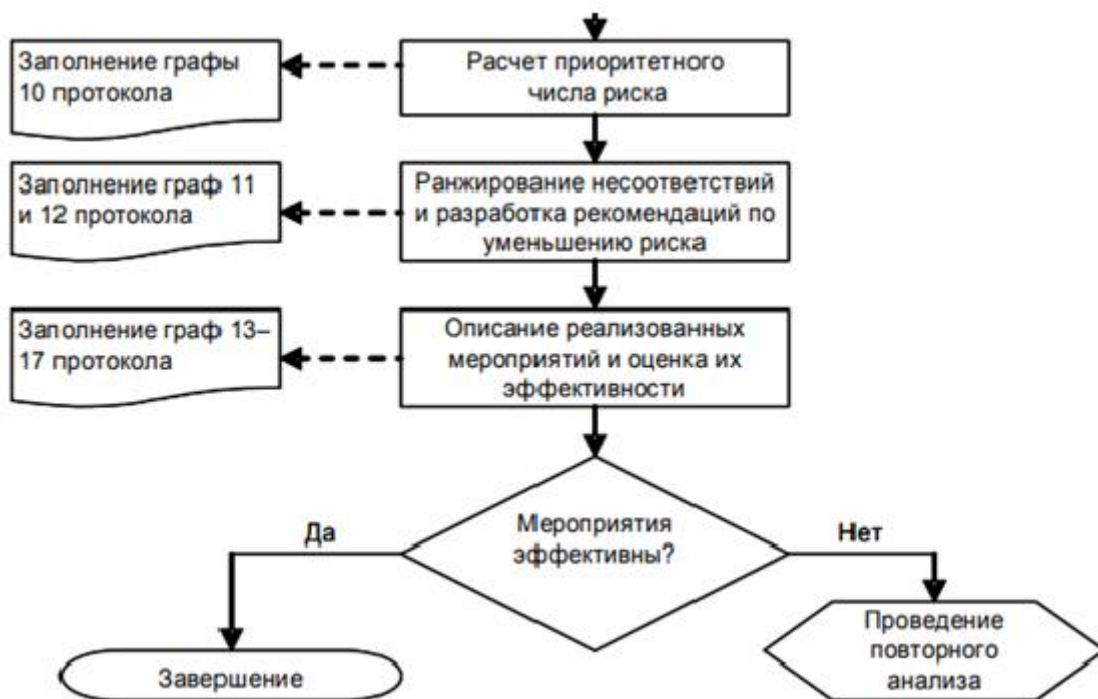 Заполнение графы
10 протокола
Расчет приоритетного
числа риска
Заполнение граф 11
и 12 протокола
Ранжирование несоответствий
и разработка рекомендаций по
уменьшению риска
Заполнение граф 13–
17 протокола
Описание реализованных
мероприятий и оценка их
эффективности
Мероприятия
эффективны?
Да
Нет
Завершение
Проведение
повторного
анализа